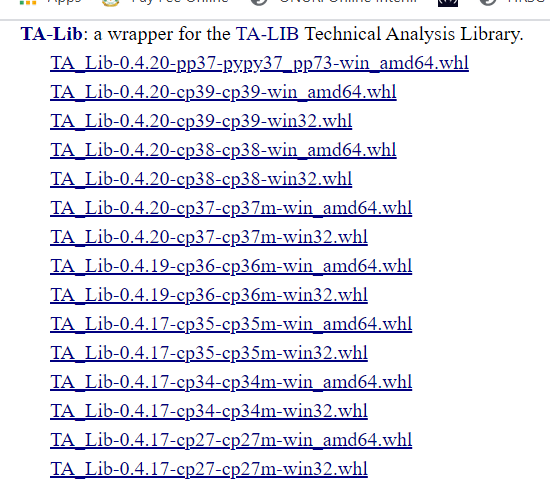 Apps
TA-Lib: a wrapper for the TA-LIB Technical Analysis Library.
TA_Lib-0.4.20-pp37-pypy37_pp73-win_amd64.whl
TA_Lib-0.4.20-cp39-cp39-win_amd64.whl
TA_Lib-0.4.20-cp39-cp39-win32.whl
TA_Lib-0.4.20-cp38-cp38-win_amd64.whl
TA_Lib-0.4.20-cp38-cp38-win32.whl
TA_Lib-0.4.20-cp37-cp37m-win_amd64.whl
TA_Lib-0.4.20-cp37-cp37m-win32.whl
TA_Lib-0.4.19-cp36-cp36m-win_amd64.whl
TA_Lib-0.4.19-cp36-cp36m-win32.whl
TA_Lib-0.4.17-cp35-cp35m-win_amd64.whl
TA_Lib-0.4.17-cp35-cp35m-win32.whl
TA_Lib-0.4.17-cp34-cp34m-win_amd64.whl
TA_Lib-0.4.17-cp34-cp34m-win32.whl
TA_Lib-0.4.17-cp27-cp27m-win_amd64.whl
TA_Lib-0.4.17-cp27-cp27m-win32.whl